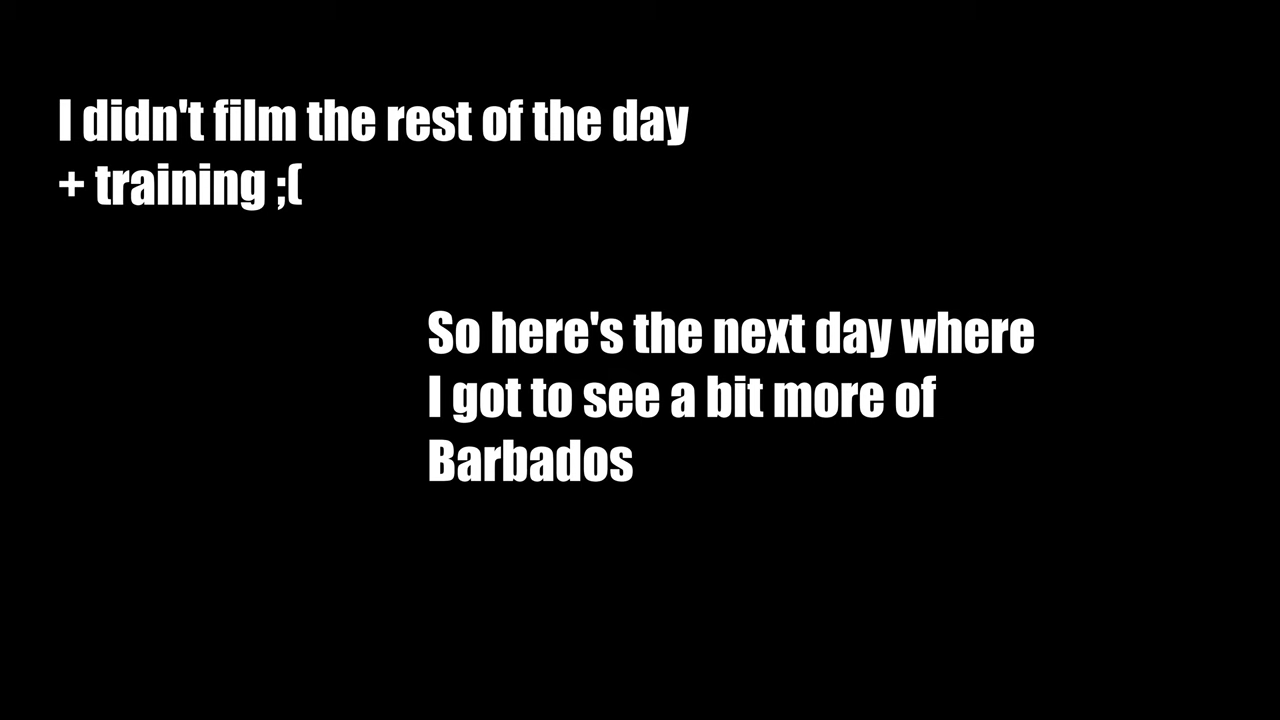 I didn't film the rest of the day
+ training ;(
So here's the next day where
I got to see a bit more of
Barbados